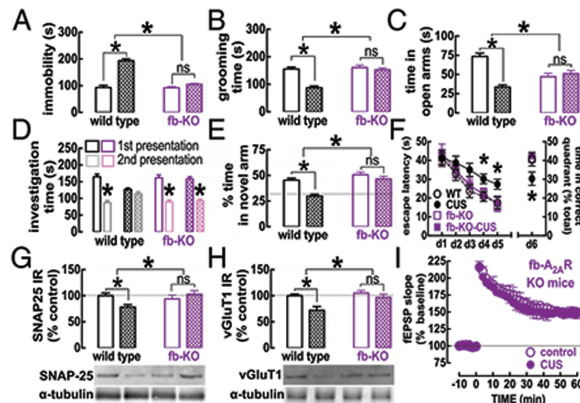 A
immobility (s)
300
200
100
0
*
*
ns
wild type
fb-KO
B
grooming time (s)
300
200
100
0
*
*
ns
wild type
fb-KO
C
time in open arms (s)
100
75
50
25
0
*
*
ns
wild type
fb-KO
D
investigation time (s)
250
200
150
100
50
0
1st presentation
2nd presentation
*
*
*
wild type
fb-KO
E
% time in novel arm
80
60
40
20
0
*
*
ns
wild type
fb-KO
F
escape latency (s)
50
40
30
20
10
0
WT
CUS
fb-KO
fb-KO-CUS
* *
*
d1 d2 d3 d4 d5
d6
50
40
30
20
10
0
time in correct quadrant (% total)
G
SNAP25 IR (% control)
150
100
50
0
*
*
ns
wild type
fb-KO
SNAP-25
α-tubulin
H
vGluT1 IR (% control)
150
100
50
0
*
*
ns
wild type
fb-KO
vGluT1
α-tubulin
I
fb-A2AR KO mice
fEPSP slope (% baseline)
225
200
175
150
125
100
control
CUS
-10 0 10 20 30 40 50 60
TIME (min)